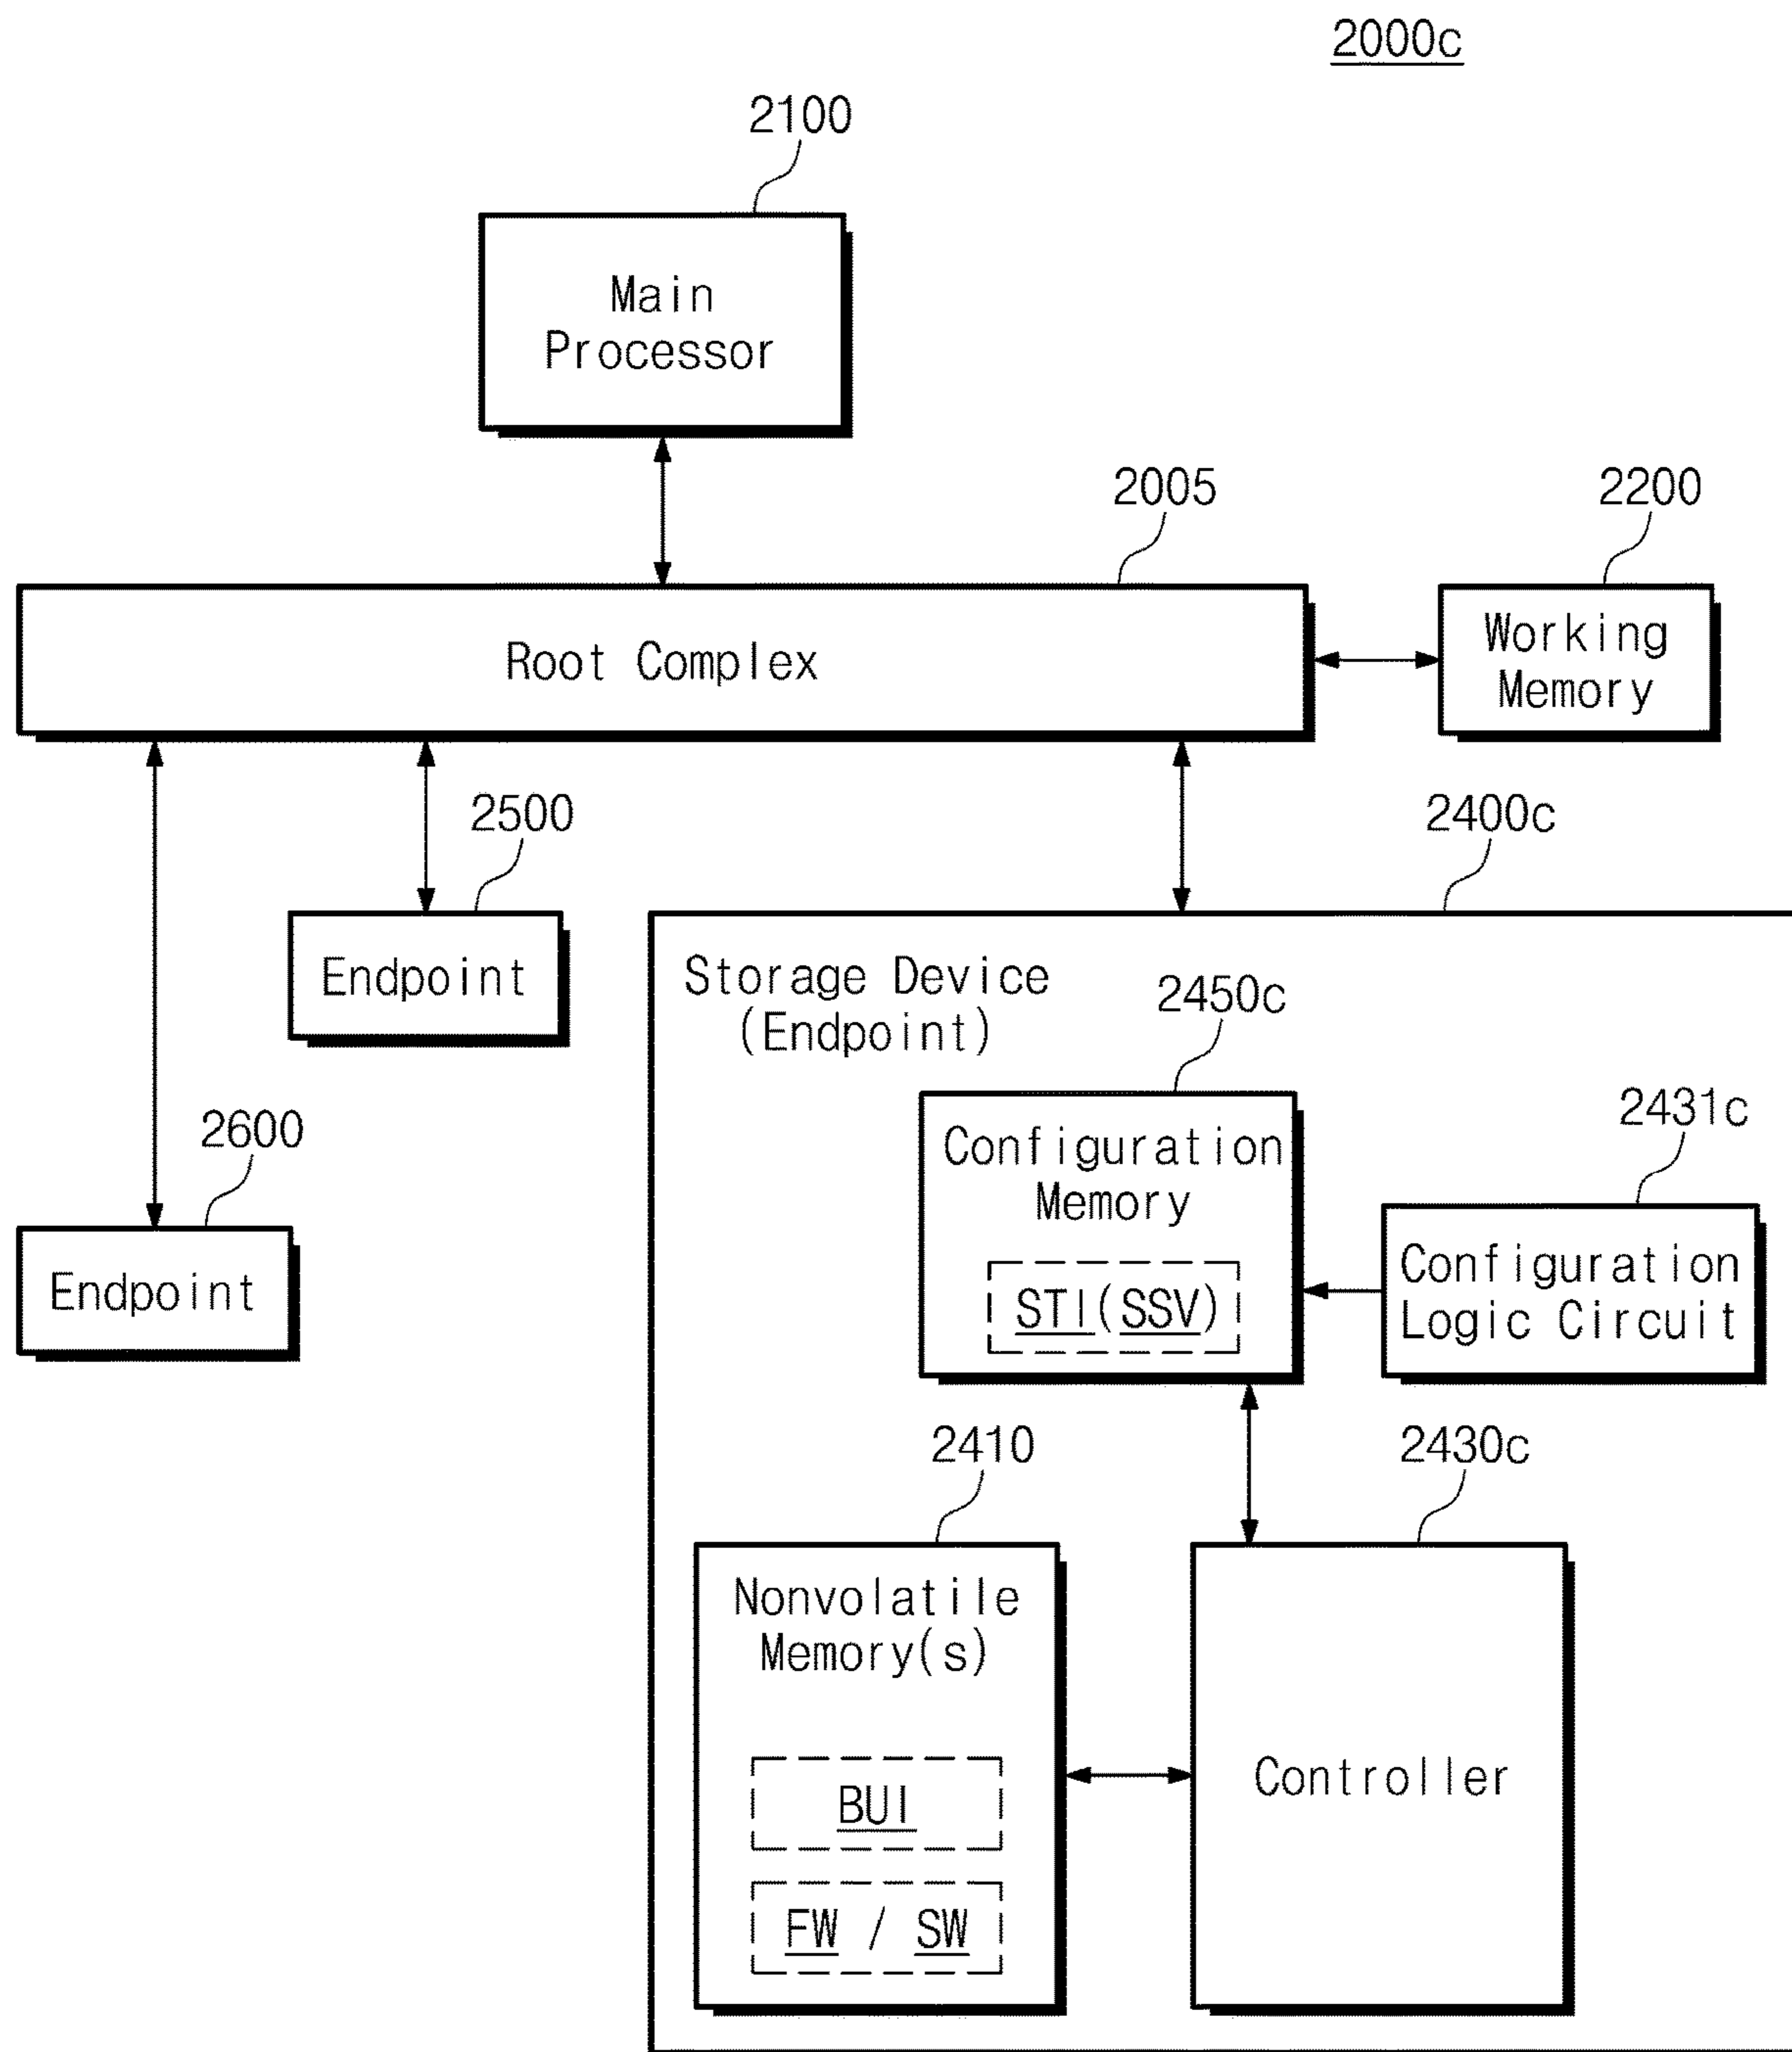 2000c
2100
Main
Processor
2005
2200
Root Complex
Working
Memory
2500
2400c
Endpoint
Storage Device
(Endpoint)
2450c
2600
2431c
Configuration
Memory
STI(SSV)
Endpoint
Configuration
Logic Circuit
2410
2430c
Nonvolatile
Memory(s)
BUI
FW / SW
Controller